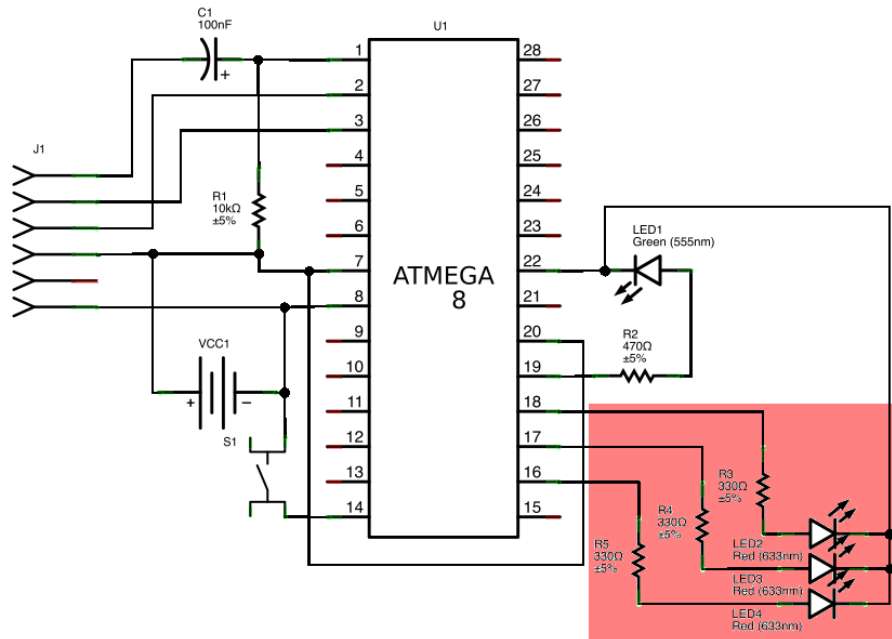 C1
100nF
+
U1
J1
R1
10kΩ
±5%
VCC1
+
−
S1
1
2
3
4
5
6
7
8
9
10
11
12
13
14
ATMEGA
8
28
27
26
25
24
23
22
21
20
19
18
17
16
15
LED1
Green (555nm)
R2
470Ω
±5%
R3
330Ω
±5%
R4
330Ω
±5%
R5
330Ω
±5%
LED2
Red (633nm)
LED3
Red (633nm)
LED4
Red (633nm)